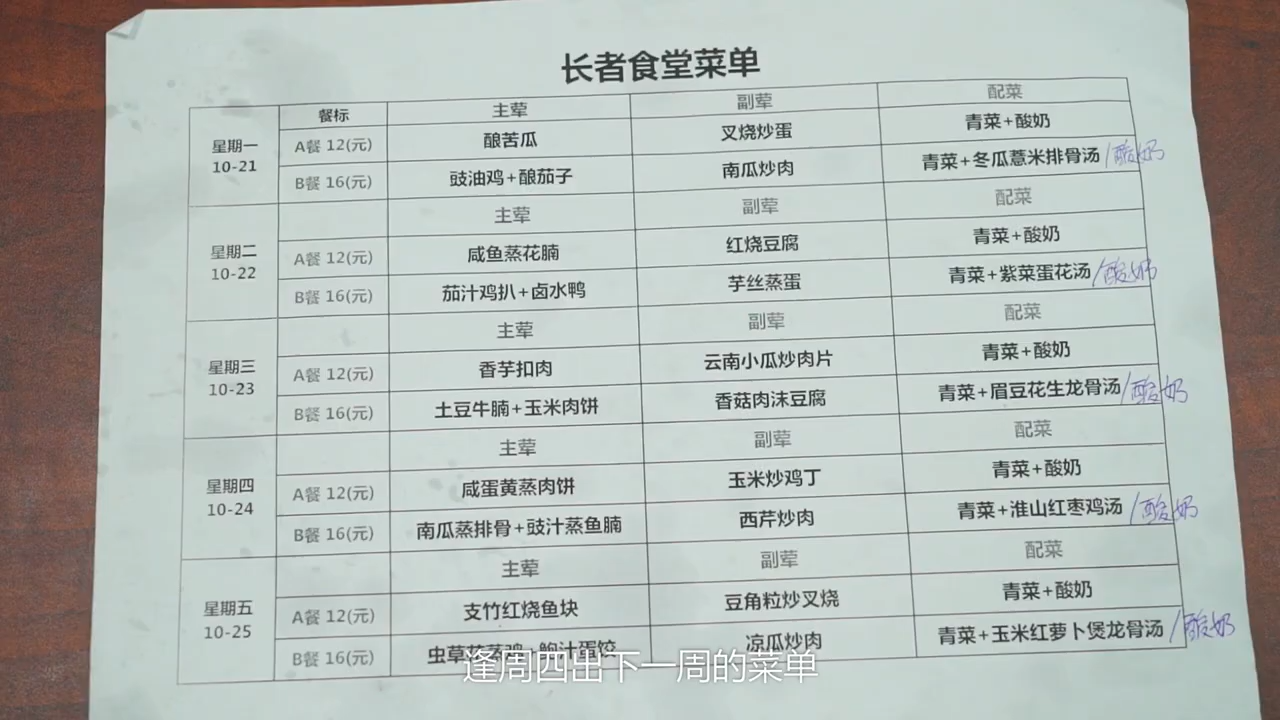 长者食堂菜单
星期一 10-21 餐标 主荤 副荤 配菜
A餐 12(元) 酿苦瓜 叉烧炒蛋 青菜+酸奶
B餐 16(元) 豉油鸡+酿茄子 南瓜炒肉 青菜+冬瓜薏米排骨汤 /酸奶
星期二 10-22 主荤 副荤 配菜
A餐 12(元) 咸鱼蒸花腩 红烧豆腐 青菜+酸奶
B餐 16(元) 茄汁鸡扒+卤水鸭 芋丝蒸蛋 青菜+紫菜蛋花汤 /酸奶
星期三 10-23 主荤 副荤 配菜
A餐 12(元) 香芋扣肉 云南小瓜炒肉片 青菜+酸奶
B餐 16(元) 土豆牛腩+玉米肉饼 香菇肉沫豆腐 青菜+眉豆花生龙骨汤 /酸奶
星期四 10-24 主荤 副荤 配菜
A餐 12(元) 咸蛋黄蒸肉饼 玉米炒鸡丁 青菜+酸奶
B餐 16(元) 南瓜蒸排骨+豉汁蒸鱼腩 西芹炒肉 青菜+淮山红枣鸡汤 /酸奶
星期五 10-25 主荤 副荤 配菜
A餐 12(元) 支竹红烧鱼块 豆角粒炒叉烧 青菜+酸奶
B餐 16(元) 虫草花蒸鸡+鲍汁蛋饺 凉瓜炒肉 青菜+玉米红萝卜煲龙骨汤 /酸奶
逢周四出下一周的菜单